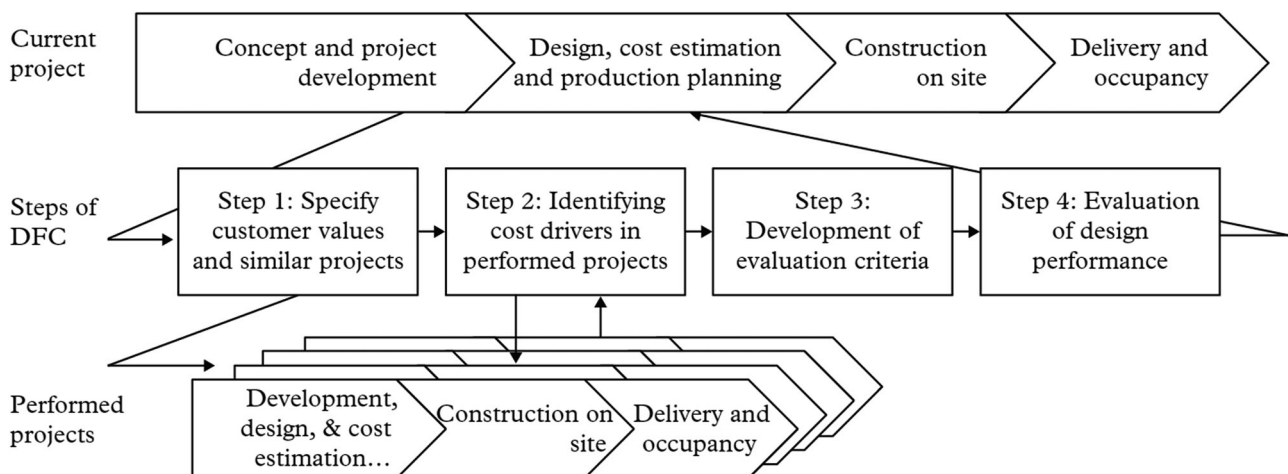 Current
project
Concept and project
development
Design, cost estimation
and production planning
Construction
on site
Delivery and
occupancy
Steps of
DFC
Step 1: Specify
customer values
and similar projects
Step 2: Identifying
cost drivers in
performed projects
Step 3:
Development of
evaluation criteria
Step 4: Evaluation
of design
performance
Performed
projects
Development,
design, & cost
estimation…
Construction on
site
Delivery and
occupancy